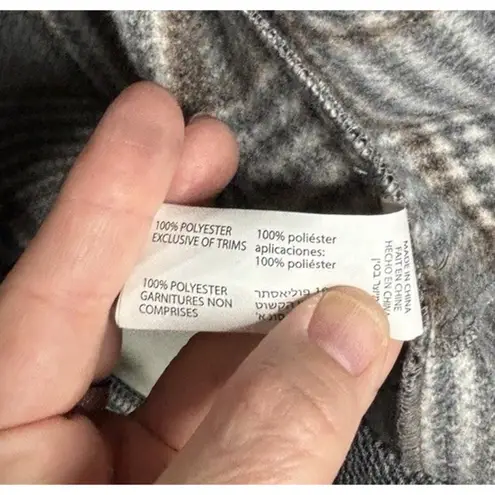 100% POLYESTER
EXCLUSIVE OF TRIMS
100% POLYESTER
GARNITURES NON
COMPRISES
100% poliéster
aplicaciones:
100% poliéster
פוליאסתר
MADE IN CHINA
FAIT EN CHINE
HECHO EN CHINA